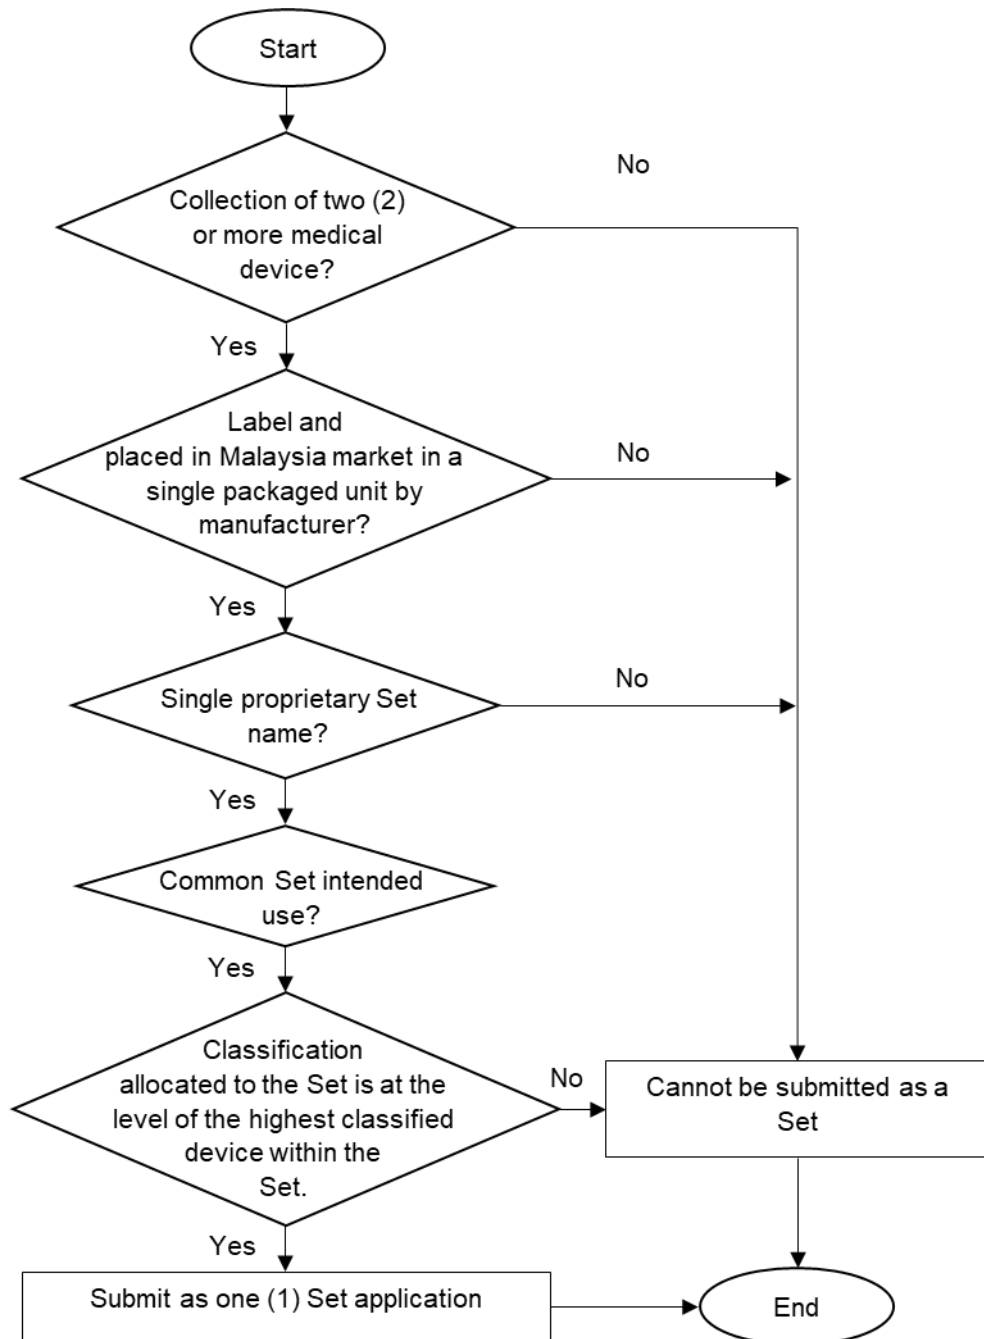 Start
No
Collection of two (2)
or more medical
device?
Yes
Label and
placed in Malaysia market in a
single packaged unit by
manufacturer?
No
Yes
Single proprietary Set
name?
No
Yes
Common Set intended
use?
Yes
Classification
allocated to the Set is at the
level of the highest classified
device within the
Set.
No
Cannot be submitted as a
Set
Yes
Submit as one (1) Set application
End